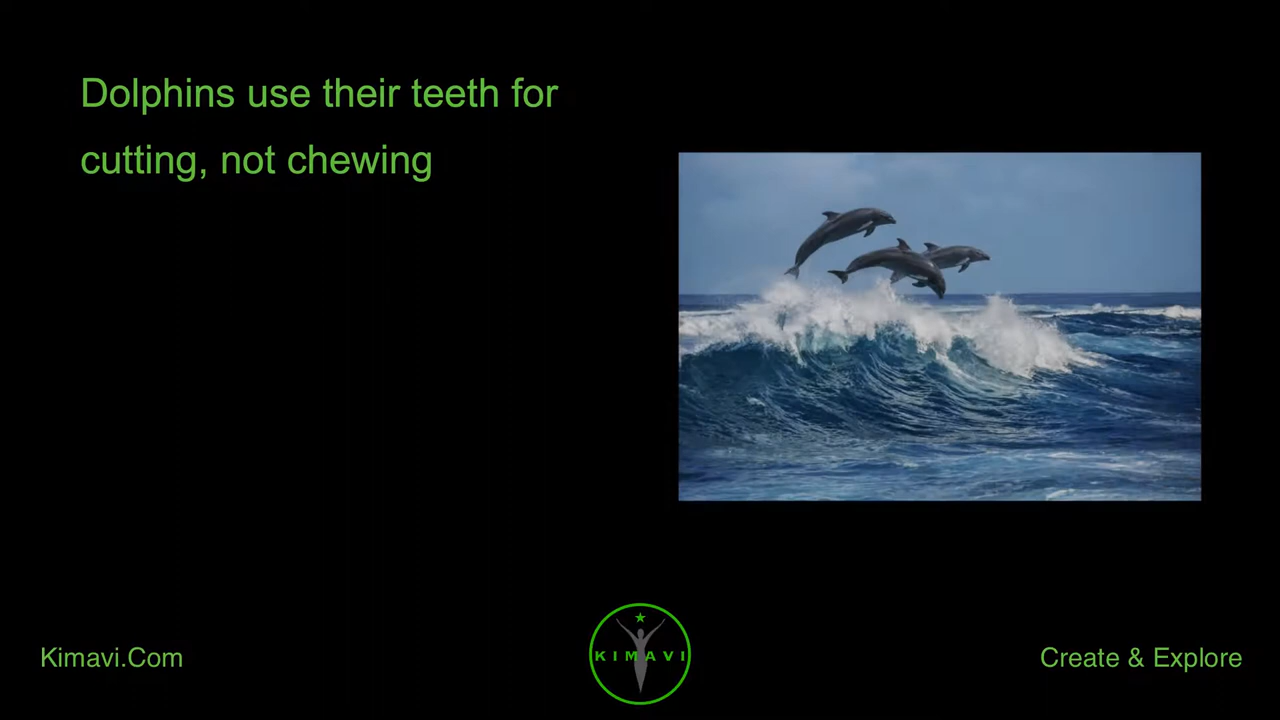 Dolphins use their teeth for
cutting, not chewing
KIMAVI
Kimavi.Com
Create & Explore